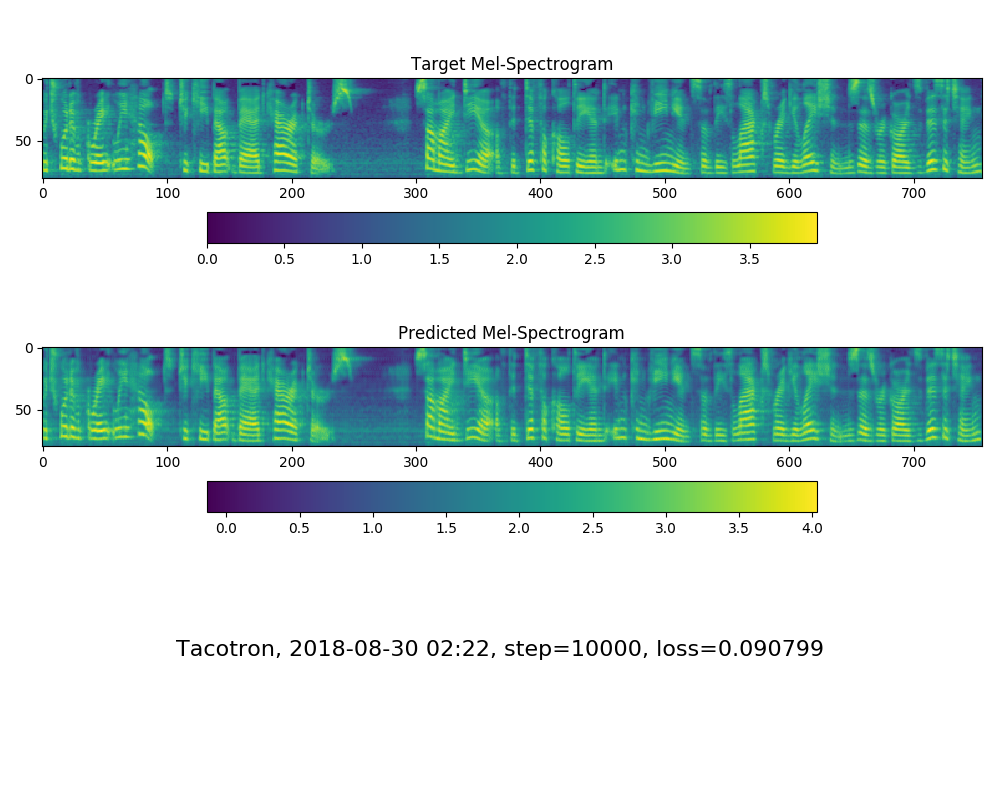 Target Mel-Spectrogram
0
50
0 100 200 300 400 500 600 700
0.0 0.5 1.0 1.5 2.0 2.5 3.0 3.5
Predicted Mel-Spectrogram
0
50
0 100 200 300 400 500 600 700
0.0 0.5 1.0 1.5 2.0 2.5 3.0 3.5 4.0
Tacotron, 2018-08-30 02:22, step=10000, loss=0.090799